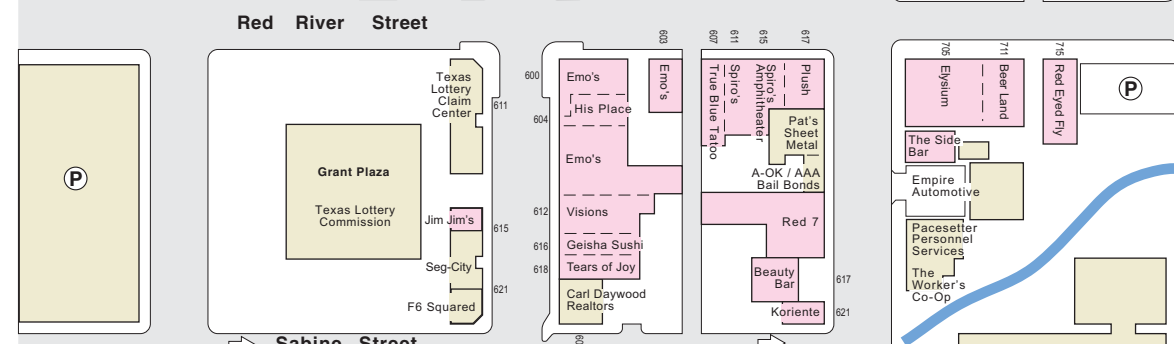 Red River Street
P
Texas
Lottery
Claim
Center
611
Grant Plaza
Texas Lottery
Commission
Jim Jim's
615
Seg-City
621
F6 Squared
Sabine Street
600
Emo's
603
Emo's
His Place
604
Emo's
612
Visions
616
Geisha Sushi
618
Tears of Joy
Carl Daywood
Realtors
607
True Blue Tatoo
611
Spiro's
615
Spiro's
Amphitheater
617
Plush
Pat's
Sheet
Metal
A-OK / AAA
Bail Bonds
Red 7
Beauty
Bar
617
Koriente
621
705
Elysium
711
Beer Land
715
Red Eyed Fly
P
The Side
Bar
Empire
Automotive
Pacesetter
Personnel
Services
The
Worker's
Co-Op